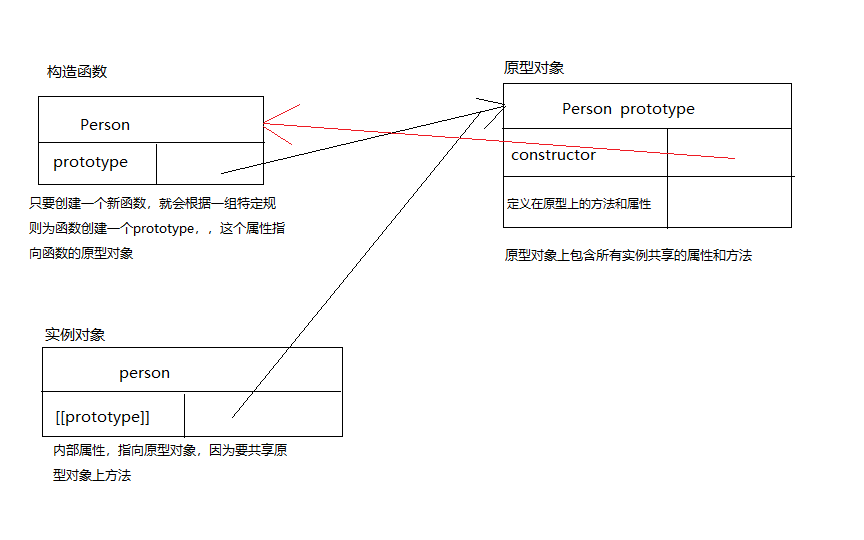 构造函数
Person
prototype
只要创建一个新函数，就会根据一组特定规
则为函数创建一个prototype，，这个属性指
向函数的原型对象
原型对象
Person prototype
constructor
定义在原型上的方法和属性
原型对象上包含所有实例共享的属性和方法
实例对象
person
[[prototype]]
内部属性，指向原型对象，因为要共享原
型对象上方法